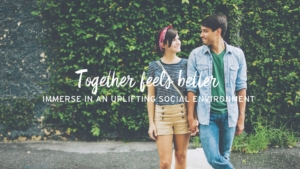 Together feels better
IMMERSE IN AN UPLIFTING SOCIAL ENVIRONMENT